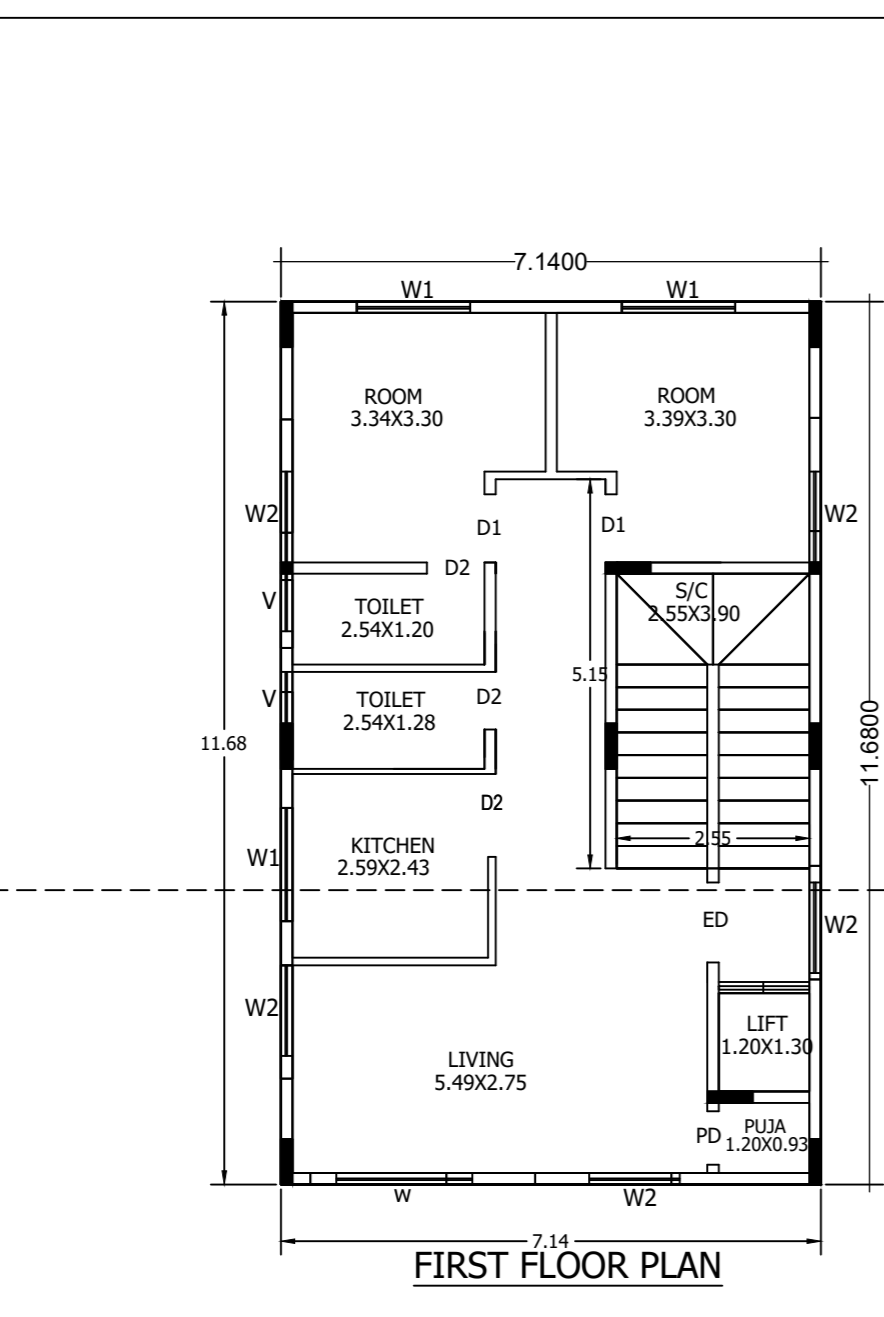 7.1400
W1 W1
ROOM
3.34X3.30
ROOM
3.39X3.30
W2
D1
D1
W2
D2
V
TOILET
2.54X1.20
S/C
2.55X3.90
5.15
V
TOILET
2.54X1.28
D2
11.68
11.6800
D2
2.55
W1
KITCHEN
2.59X2.43
ED
W2
W2
LIFT
1.20X1.30
LIVING
5.49X2.75
PD
PUJA
1.20X0.93
w
W2
7.14
FIRST FLOOR PLAN